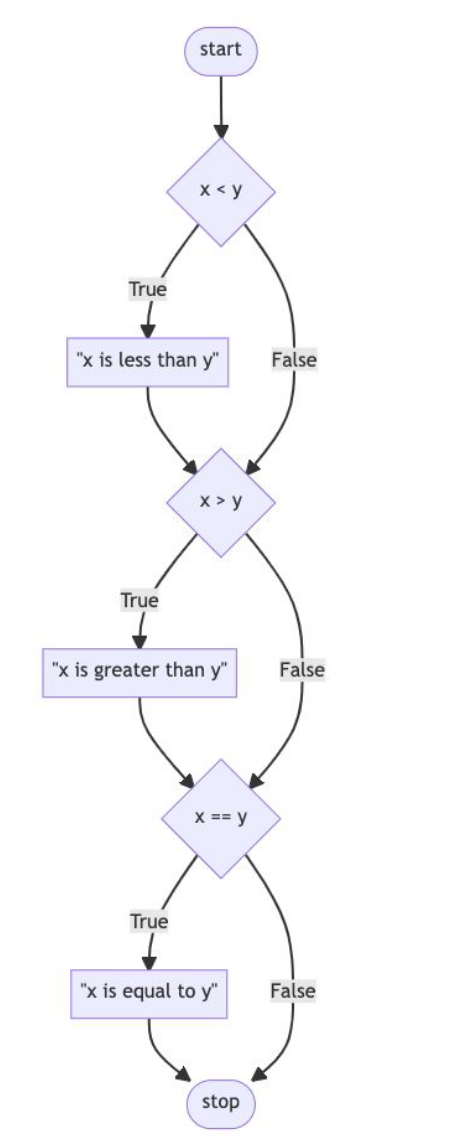 start
x < y
True
"x is less than y"
False
x > y
True
"x is greater than y"
False
x == y
True
"x is equal to y"
False
stop